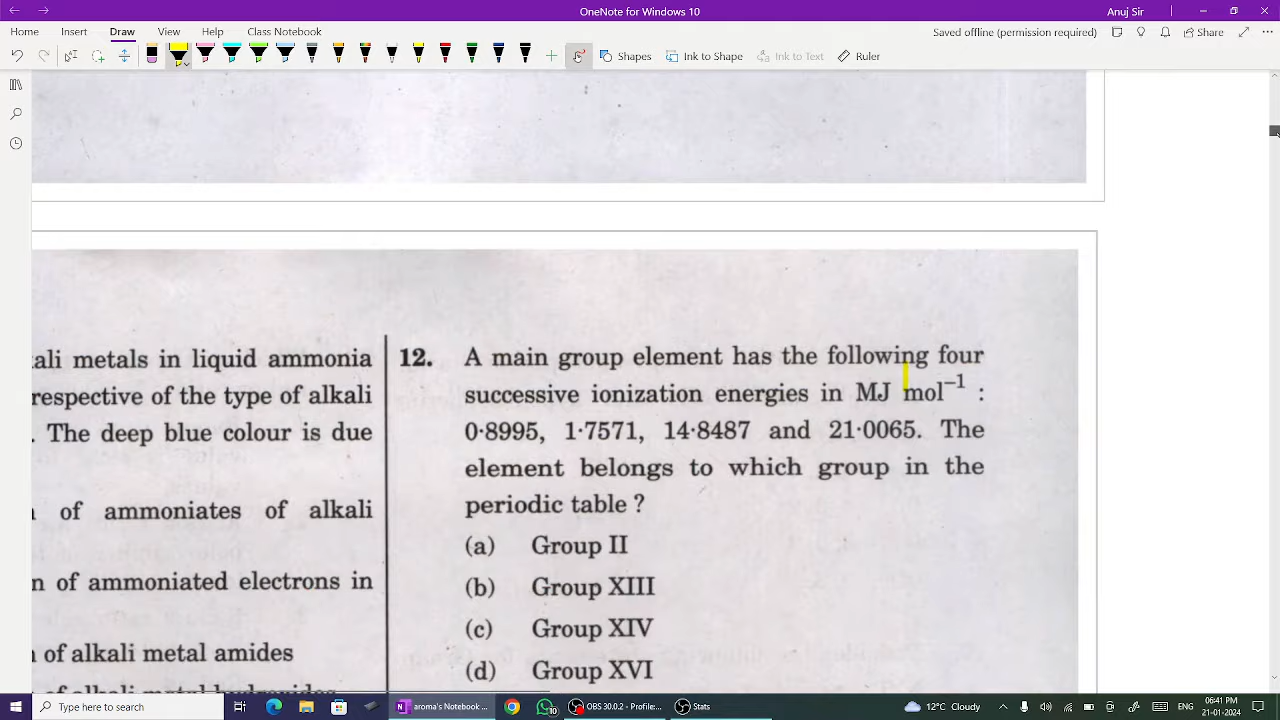 OneNote for Windows 10
Anuj Sir
Home Insert Draw View Help Class Notebook
Saved offline (permission required)
Share
Shapes
Ink to Shape
Ink to Text
Ruler
ali metals in liquid ammonia
respective of the type of alkali
. The deep blue colour is due
of ammoniates of alkali
n of ammoniated electrons in
of alkali metal amides
of alkali metal hydroxides
12. A main group element has the following four
successive ionization energies in MJ mol⁻¹ :
0·8995, 1·7571, 14·8487 and 21·0065. The
element belongs to which group in the
periodic table ?
(a) Group II
(b) Group XIII
(c) Group XIV
(d) Group XVI
Type here to search
aroma's Notebook ...
10
OBS 30.0.2 - Profile:...
Stats
12°C Cloudy
ENG
06:41 PM
21-01-2024